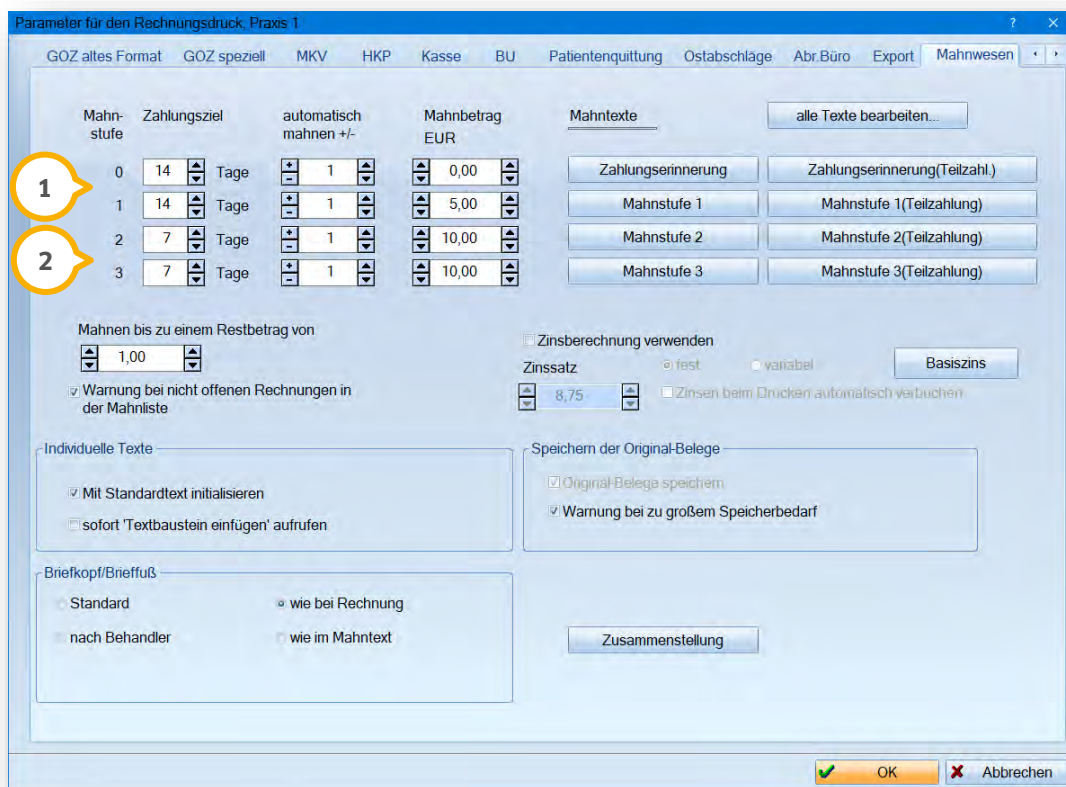 Parameter für den Rechnungsdruck, Praxis 1 ?
GOZ altes Format GOZ speziell MKV HKP Kasse BU Patientenquittung Ostabschläge Abr.Büro Export Mahnwesen
Mahn- Zahlungsziel automatisch Mahnbetrag Mahntexte alle Texte bearbeiten...
stufe mahnen +/- EUR
0 14 Tage + - 1 0,00 Zahlungserinnerung Zahlungserinnerung(Teilzahl.)
1
1 14 Tage + - 1 5,00 Mahnstufe 1 Mahnstufe 1(Teilzahlung)
2 7 Tage + - 1 10,00 Mahnstufe 2 Mahnstufe 2(Teilzahlung)
2
3 7 Tage + - 1 10,00 Mahnstufe 3 Mahnstufe 3(Teilzahlung)
Mahnen bis zu einem Restbetrag von
1,00
Warnung bei nicht offenen Rechnungen in
der Mahnliste
Zinsberechnung verwenden
Zinssatz fest variabel Basiszins
8,75 Zinsen beim Drucken automatisch verbuchen
Individuelle Texte
Mit Standardtext initialisieren
sofort 'Textbaustein einfügen' aufrufen
Speichern der Original-Belege
Original-Belege speichern
Warnung bei zu großem Speicherbedarf
Briefkopf/Brieffuß
Standard wie bei Rechnung
nach Behandler wie im Mahntext
Zusammenstellung
OK Abbrechen